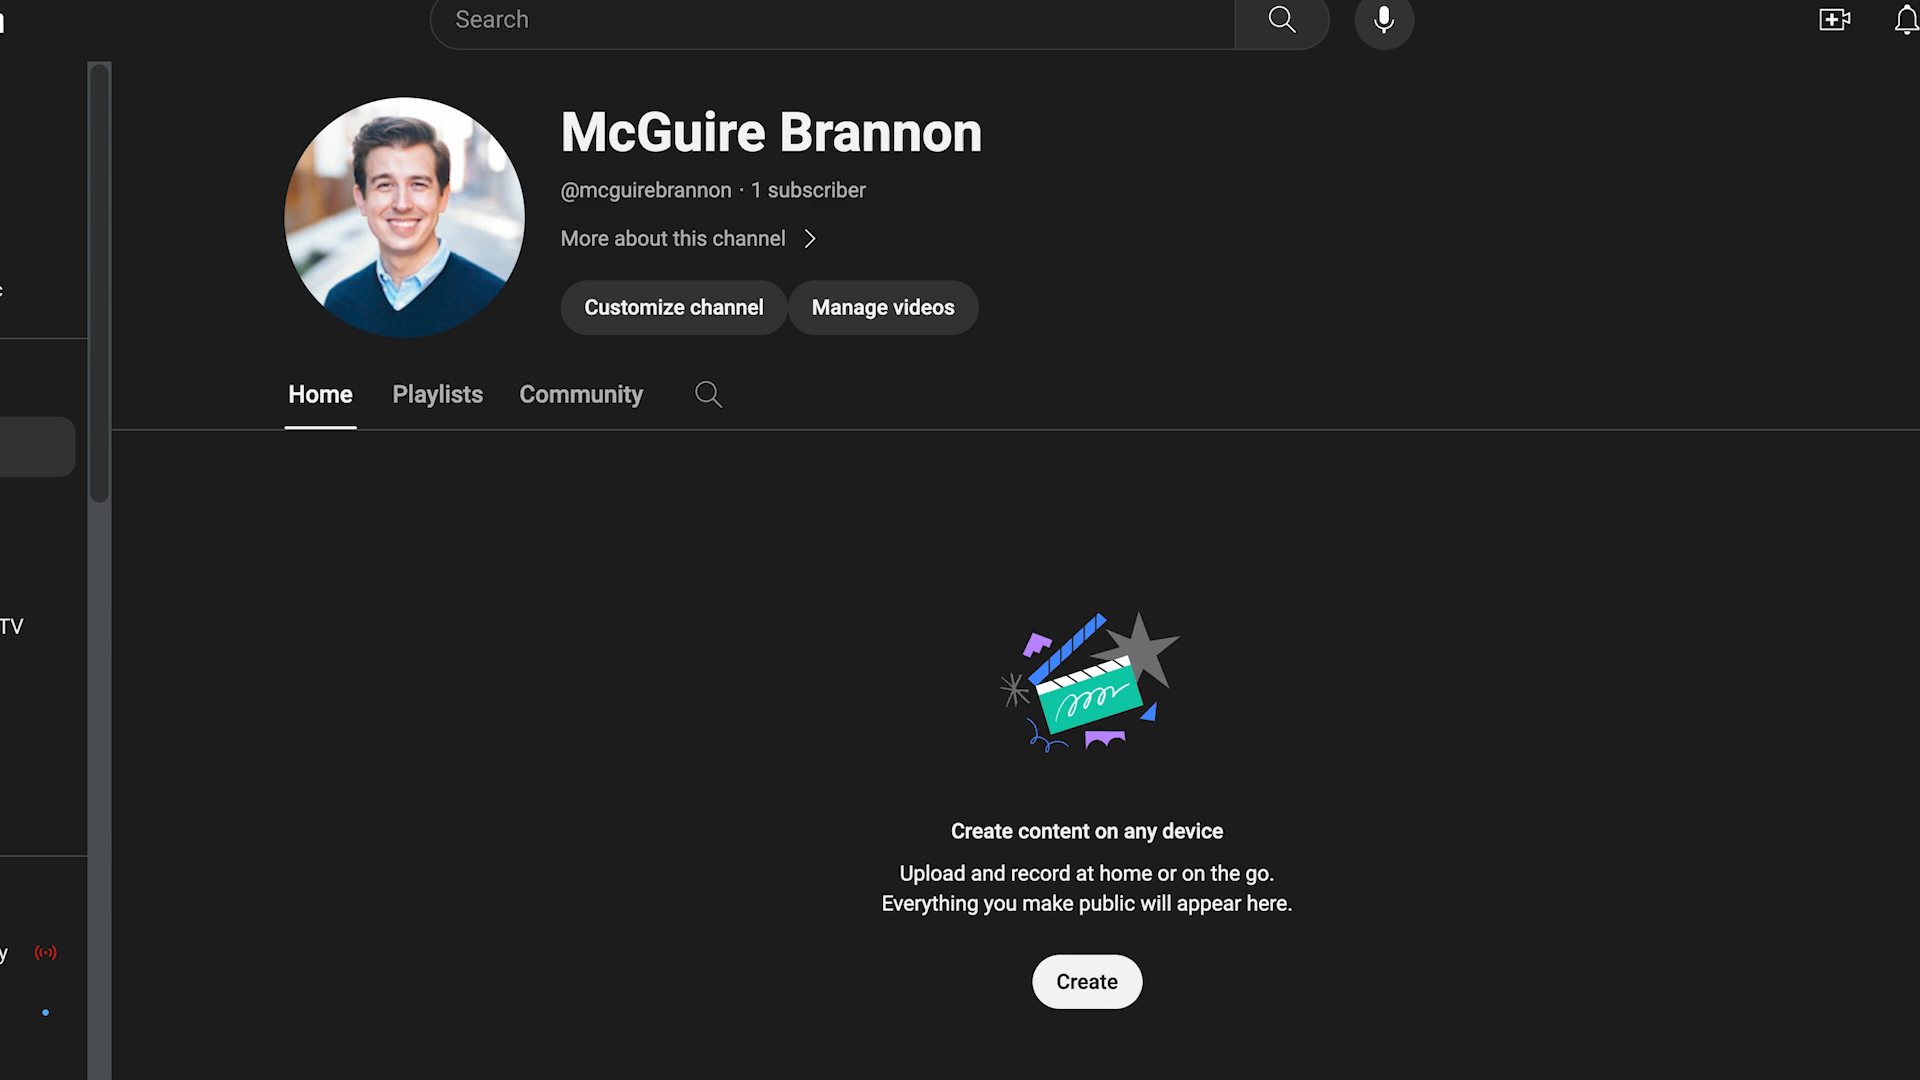 Search
McGuire Brannon
@mcguirebrannon · 1 subscriber
More about this channel
Customize channel
Manage videos
Home
Playlists
Community
TV
y
Create content on any device
Upload and record at home or on the go.
Everything you make public will appear here.
Create